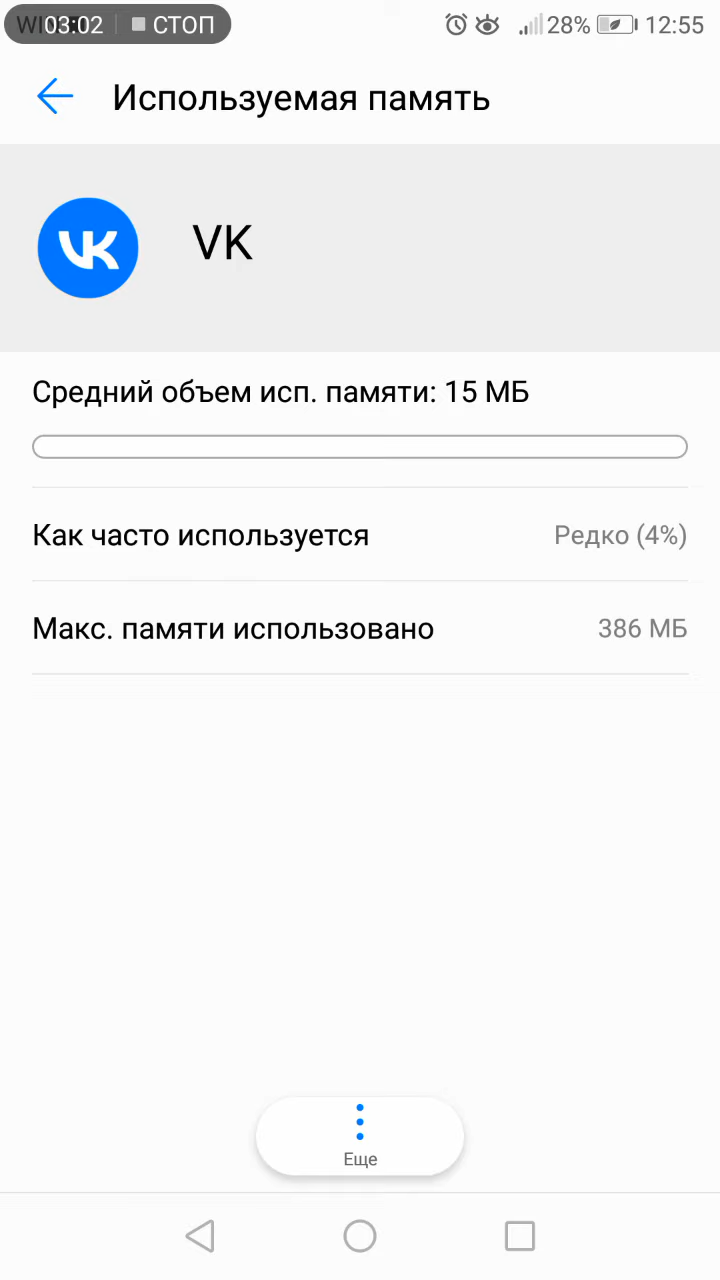 03:02 СТОП 28% 12:55
Используемая память
VK
VK
Средний объем исп. памяти: 15 МБ
Как часто используется Редко (4%)
Макс. памяти использовано 386 МБ
Еще